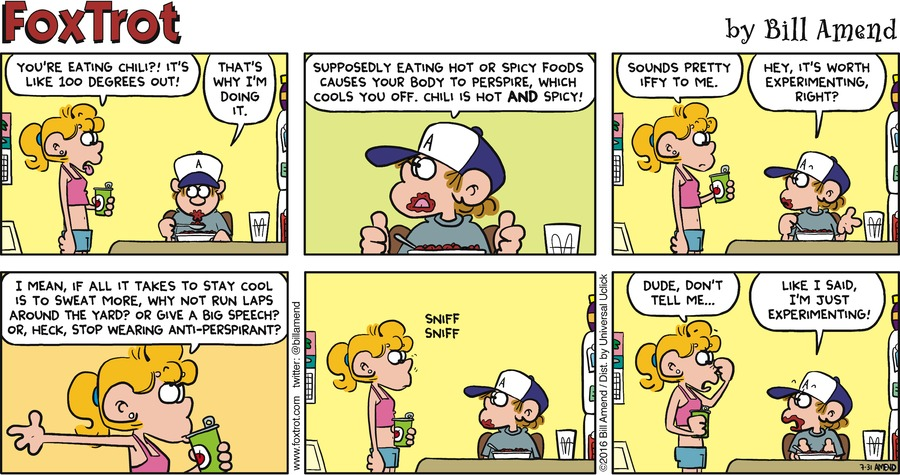 FoxTrot
by Bill Amend
YOU'RE EATING CHILI?! IT'S
LIKE 100 DEGREES OUT!
THAT'S
WHY I'M
DOING
IT.
A
SUPPOSEDLY EATING HOT OR SPICY FOODS
CAUSES YOUR BODY TO PERSPIRE, WHICH
COOLS YOU OFF. CHILI IS HOT AND SPICY!
A
SOUNDS PRETTY
IFFY TO ME.
HEY, IT'S WORTH
EXPERIMENTING,
RIGHT?
A
I MEAN, IF ALL IT TAKES TO STAY COOL
IS TO SWEAT MORE, WHY NOT RUN LAPS
AROUND THE YARD? OR GIVE A BIG SPEECH?
OR, HECK, STOP WEARING ANTI-PERSPIRANT?
www.foxtrot.com twitter: @billamend
SNIFF
SNIFF
A
©2016 Bill Amend / Dist. by Universal Uclick
DUDE, DON'T
TELL ME...
LIKE I SAID,
I'M JUST
EXPERIMENTING!
A
7-31 AMEND